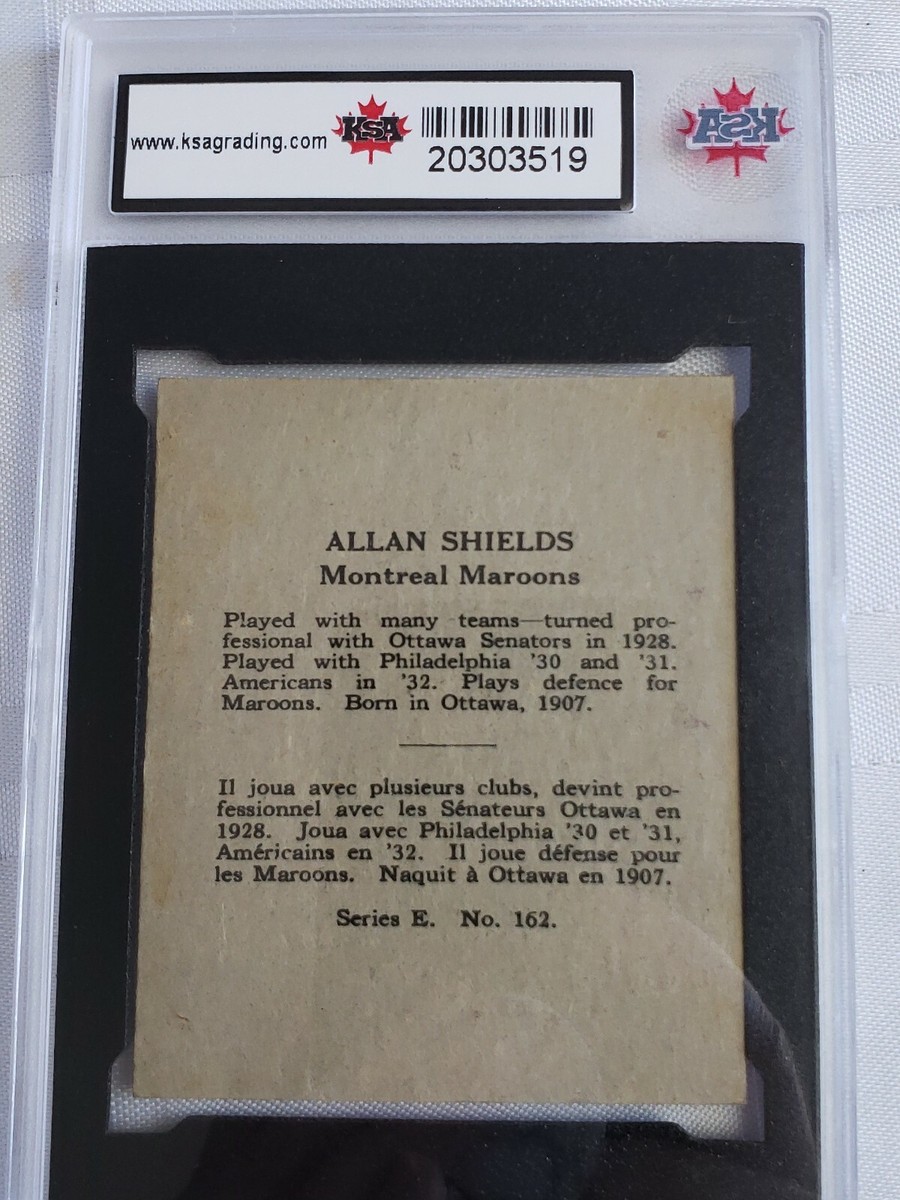 www.ksagrading.com KSA
20303519
KSA
ALLAN SHIELDS
Montreal Maroons
Played with many teams—turned pro-
fessional with Ottawa Senators in 1928.
Played with Philadelphia '30 and '31.
Americans in '32. Plays defence for
Maroons. Born in Ottawa, 1907.
Il joua avec plusieurs clubs, devint pro-
fessionnel avec les Sénateurs Ottawa en
1928. Joua avec Philadelphia '30 et '31,
Américains en '32. Il joue défense pour
les Maroons. Naquit à Ottawa en 1907.
Series E. No. 162.